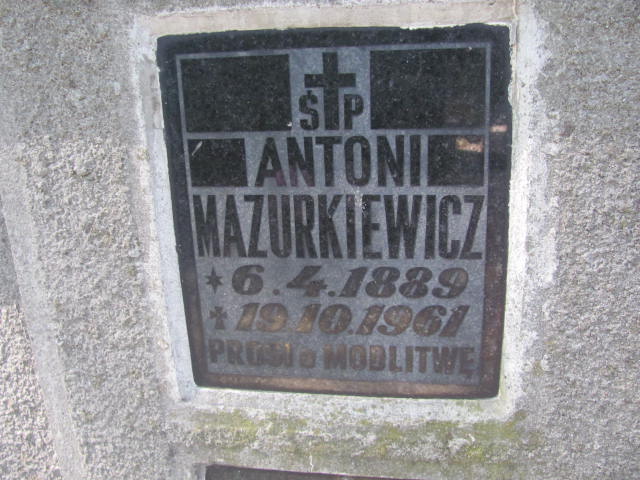 ŚP
ANTONI
MAZURKIEWICZ
* 6.4.1889
✝ 19.10.1961
PROSI o MODLITWĘ